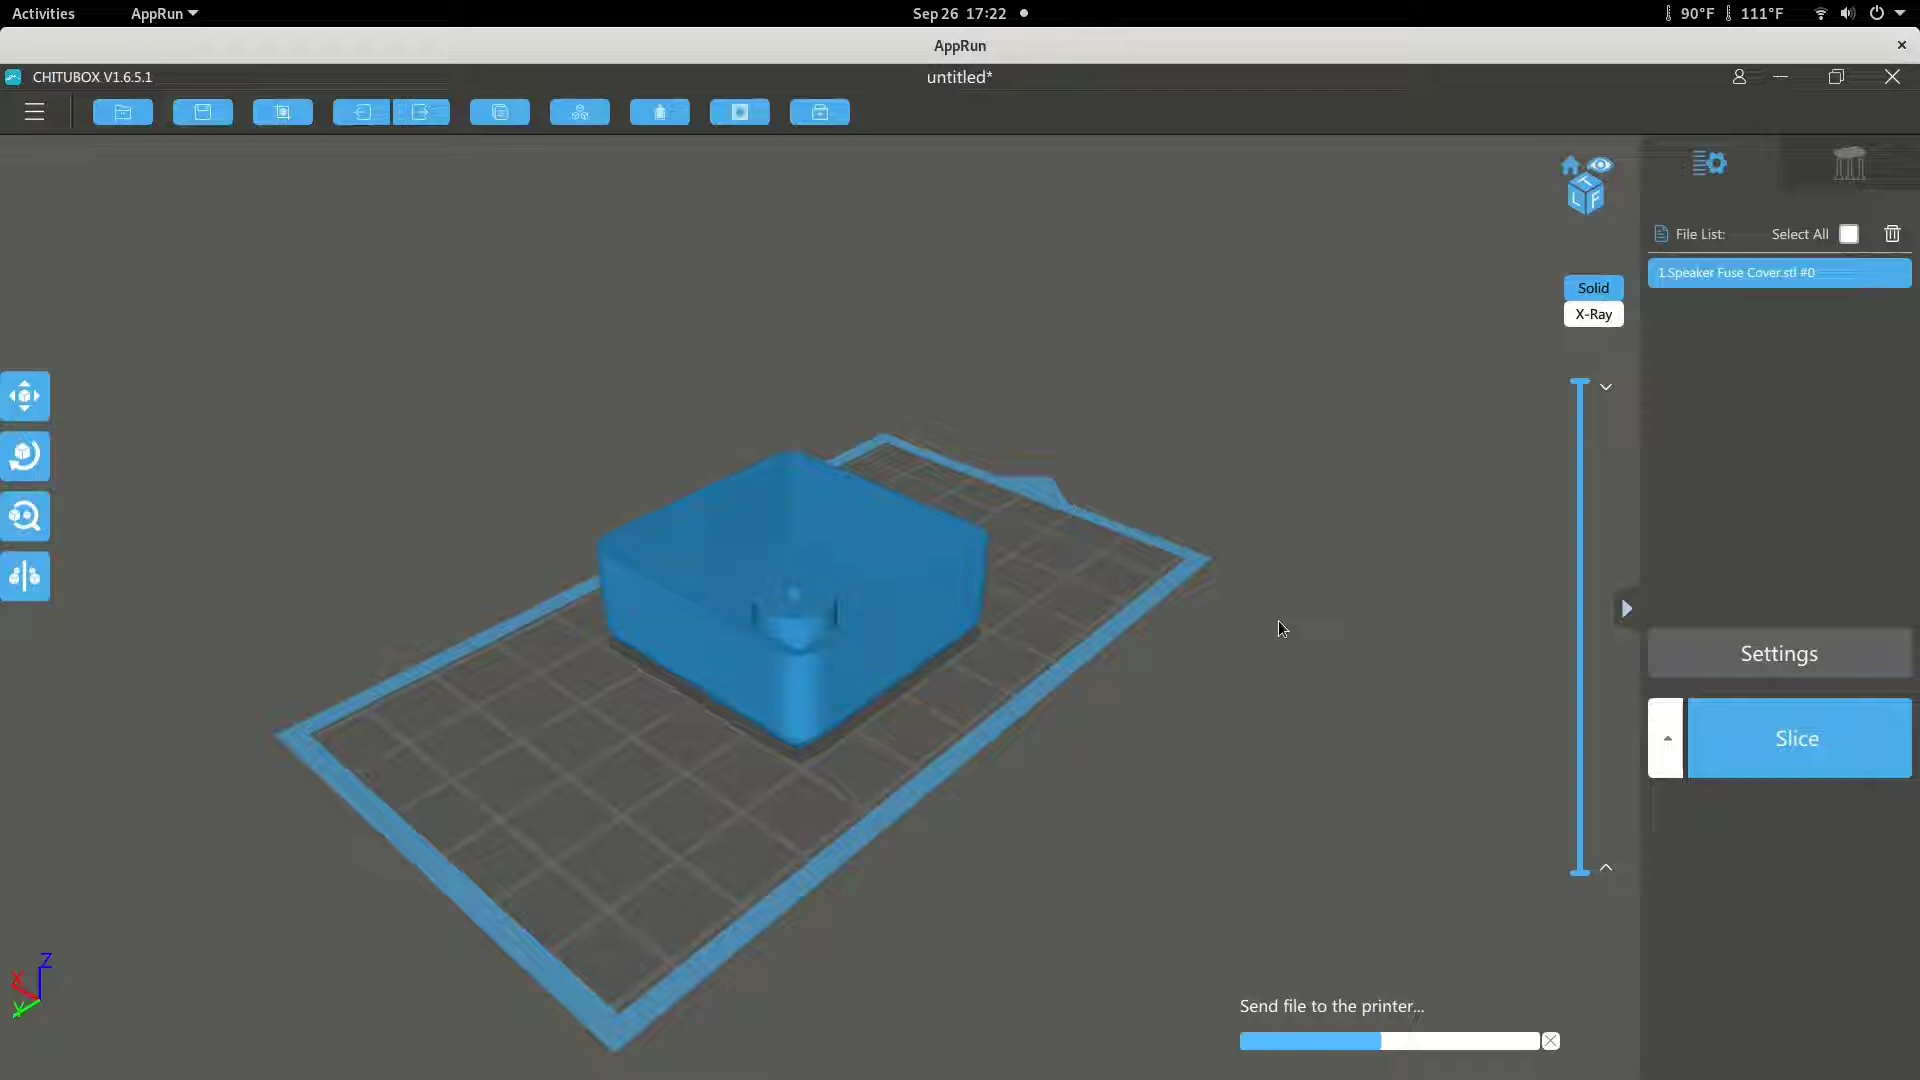 Activities AppRun Sep 26 17:22 90°F 111°F
AppRun
CHITUBOX V1.6.5.1 untitled*
T
L F
File List: Select All
1.Speaker Fuse Cover.stl #0
Solid
X-Ray
Settings
Slice
Z
X
Y
Send file to the printer...